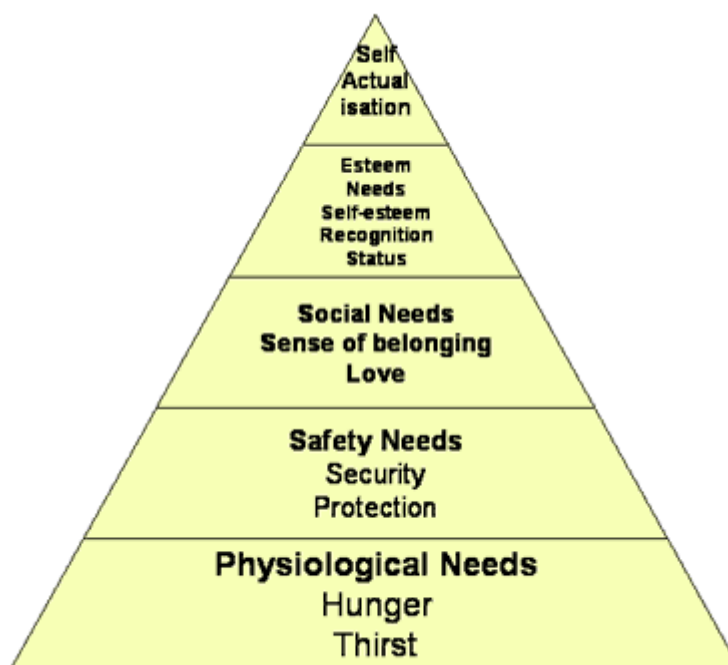 Self
Actual
isation
Esteem
Needs
Self-esteem
Recognition
Status
Social Needs
Sense of belonging
Love
Safety Needs
Security
Protection
Physiological Needs
Hunger
Thirst